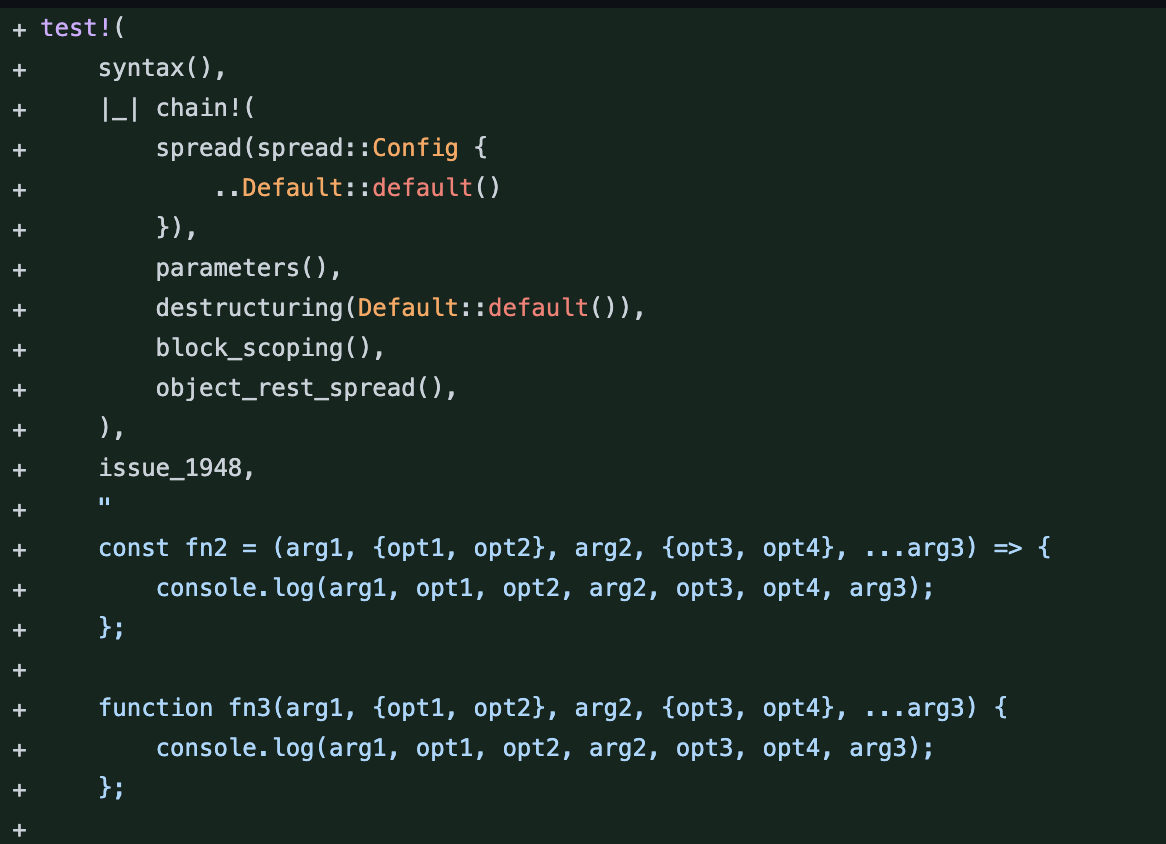 + test!(
+     syntax(),
+     |_| chain!(
+         spread(spread::Config {
+             ..Default::default()
+         }),
+         parameters(),
+         destructuring(Default::default()),
+         block_scoping(),
+         object_rest_spread(),
+     ),
+     issue_1948,
+     "
+     const fn2 = (arg1, {opt1, opt2}, arg2, {opt3, opt4}, ...arg3) => {
+         console.log(arg1, opt1, opt2, arg2, opt3, opt4, arg3);
+     };
+
+     function fn3(arg1, {opt1, opt2}, arg2, {opt3, opt4}, ...arg3) {
+         console.log(arg1, opt1, opt2, arg2, opt3, opt4, arg3);
+     };
+